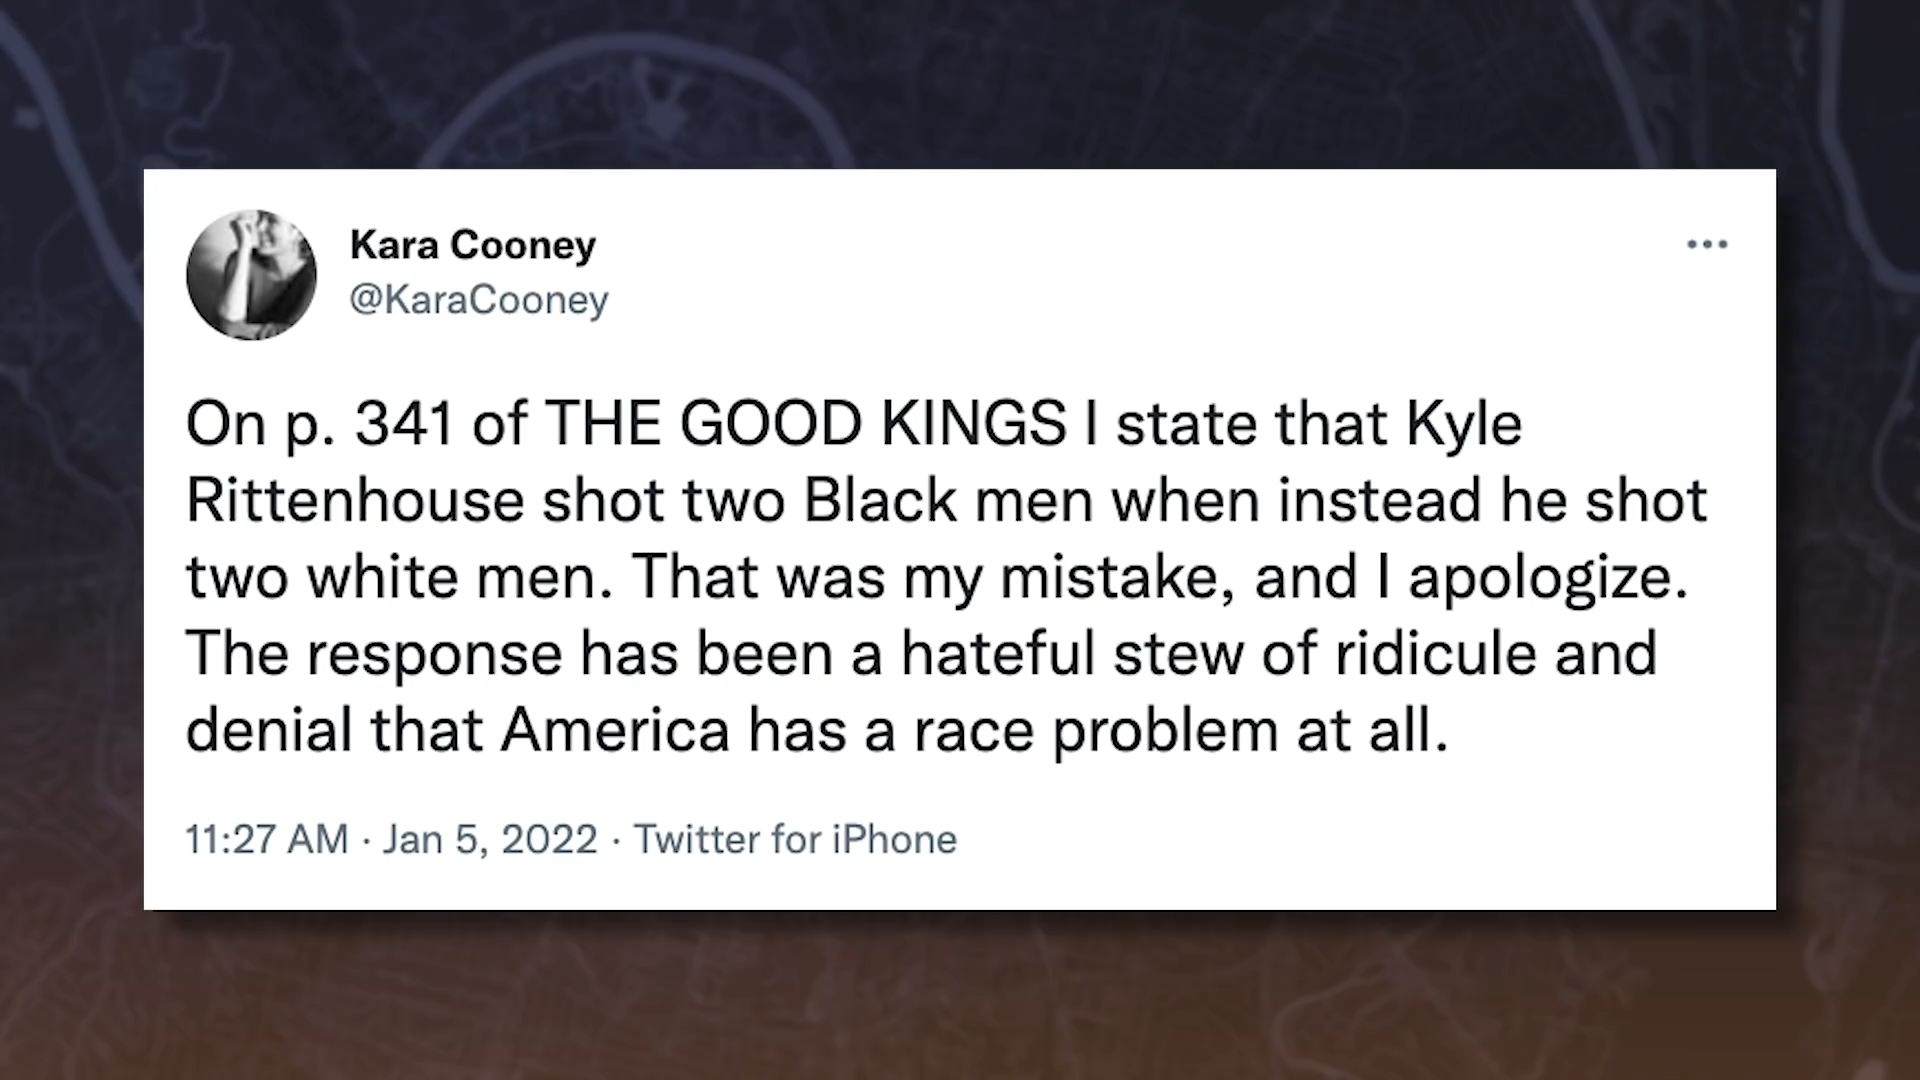 Kara Cooney
@KaraCooney
On p. 341 of THE GOOD KINGS I state that Kyle
Rittenhouse shot two Black men when instead he shot
two white men. That was my mistake, and I apologize.
The response has been a hateful stew of ridicule and
denial that America has a race problem at all.
11:27 AM · Jan 5, 2022 · Twitter for iPhone